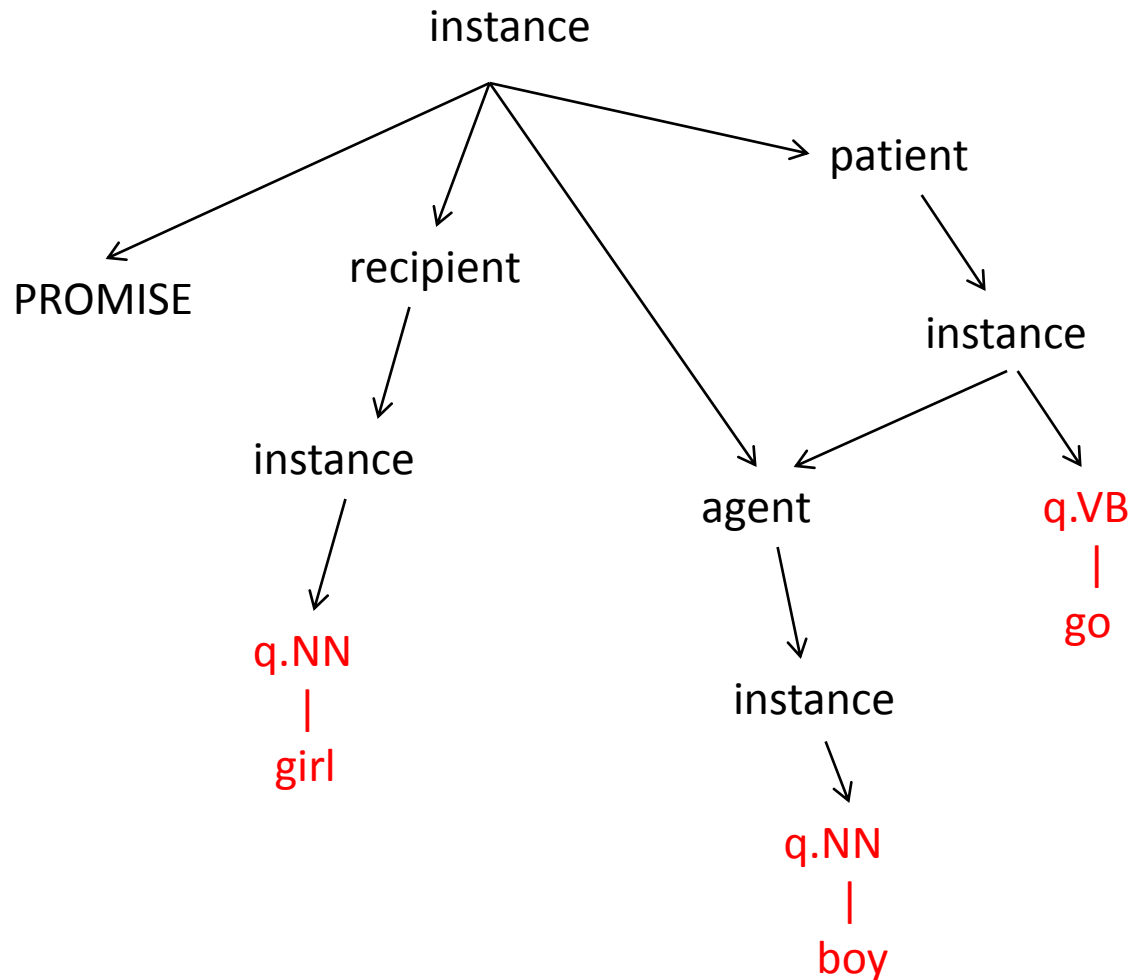 instance
patient
recipient
PROMISE
instance
instance
agent
q.VB
|
go
q.NN
|
girl
instance
q.NN
|
boy